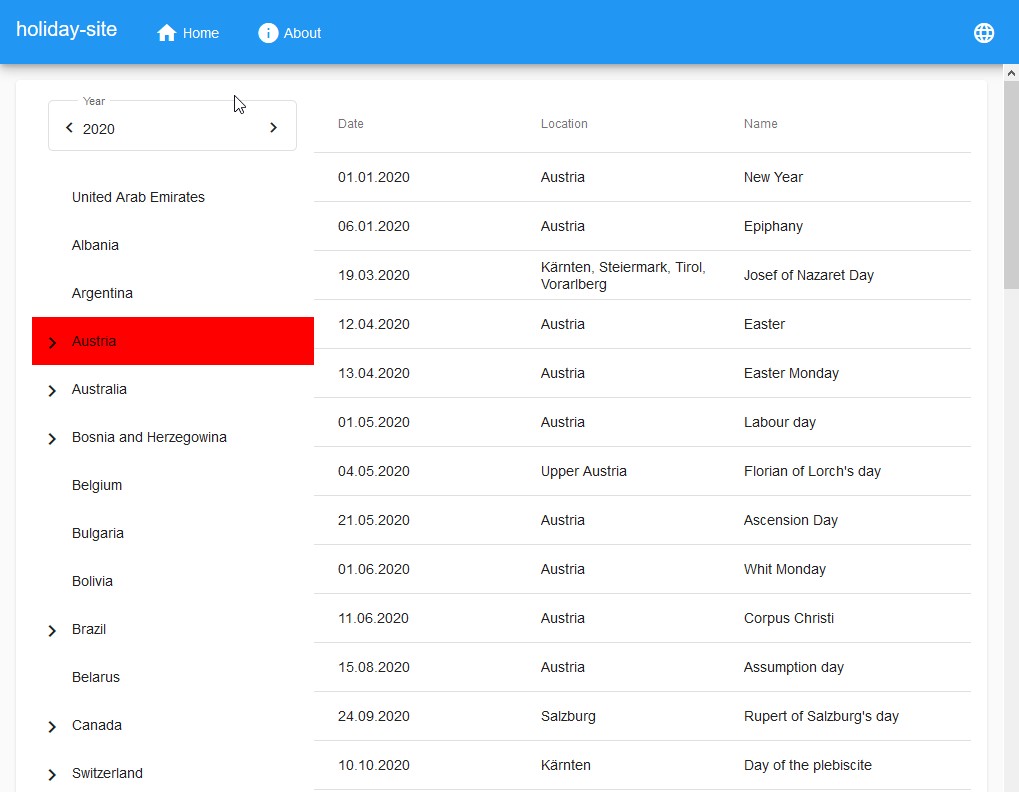 holiday-site
Home
About
Year
2020
United Arab Emirates
Albania
Argentina
Austria
Australia
Bosnia and Herzegowina
Belgium
Bulgaria
Bolivia
Brazil
Belarus
Canada
Switzerland
Date Location Name
01.01.2020 Austria New Year
06.01.2020 Austria Epiphany
19.03.2020 Kärnten, Steiermark, Tirol, Josef of Nazaret Day
Vorarlberg
12.04.2020 Austria Easter
13.04.2020 Austria Easter Monday
01.05.2020 Austria Labour day
04.05.2020 Upper Austria Florian of Lorch's day
21.05.2020 Austria Ascension Day
01.06.2020 Austria Whit Monday
11.06.2020 Austria Corpus Christi
15.08.2020 Austria Assumption day
24.09.2020 Salzburg Rupert of Salzburg's day
10.10.2020 Kärnten Day of the plebiscite